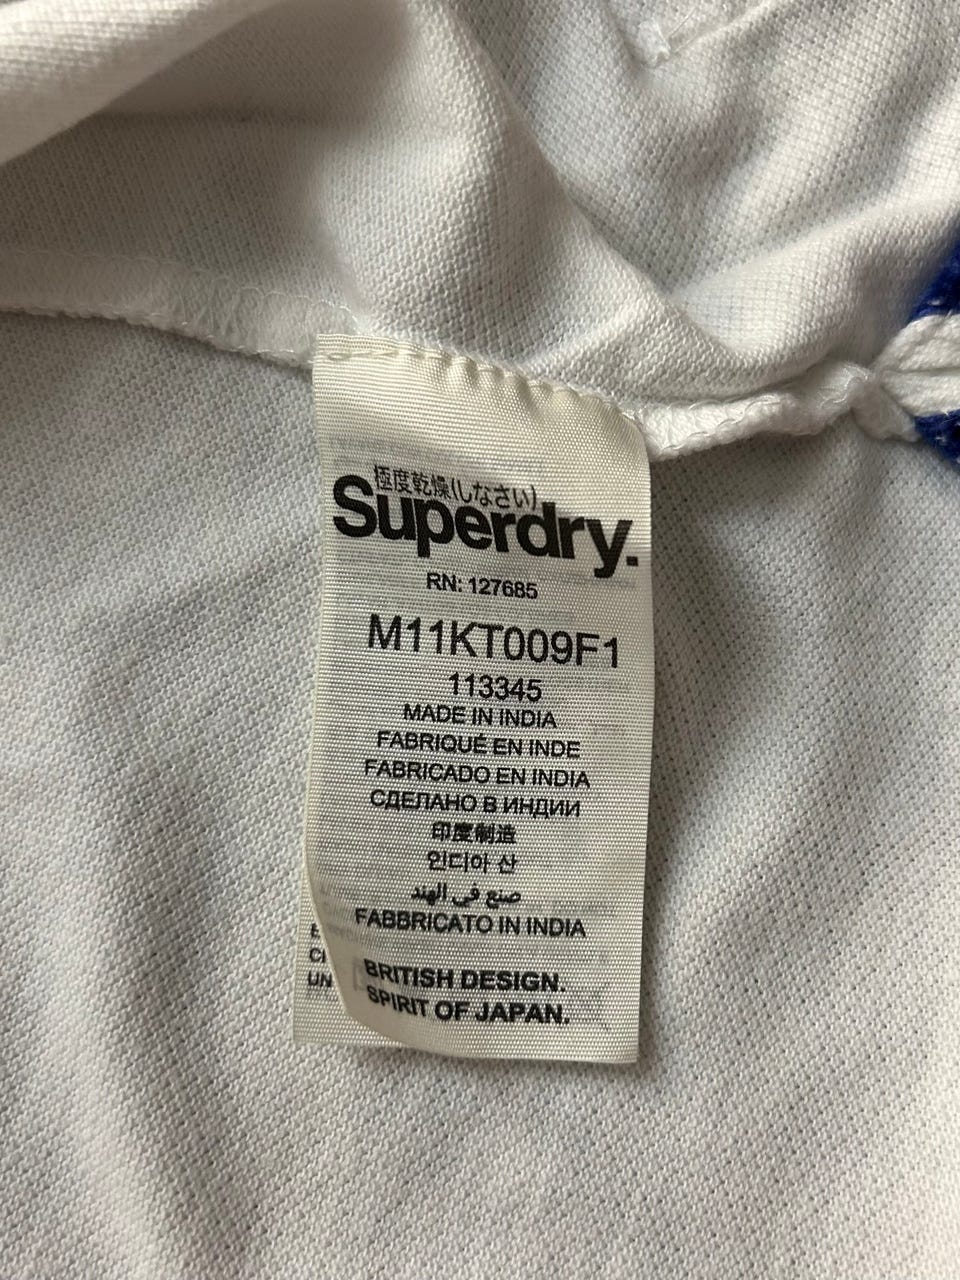 極度乾燥(しなさい)
Superdry.
RN: 127685
M11KT009F1
113345
MADE IN INDIA
FABRIQUÉ EN INDE
FABRICADO EN INDIA
СДЕЛАНО В ИНДИИ
印度制造
인디아 산
صنع في الهند
FABBRICATO IN INDIA
BRITISH DESIGN.
SPIRIT OF JAPAN.